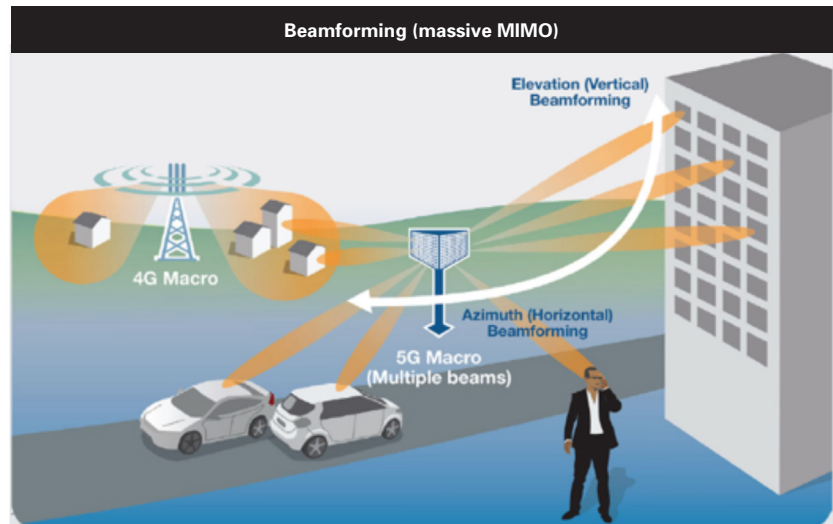 Beamforming (massive MIMO)
Elevation (Vertical)
Beamforming
4G Macro
Azimuth (Horizontal)
Beamforming
5G Macro
(Multiple beams)